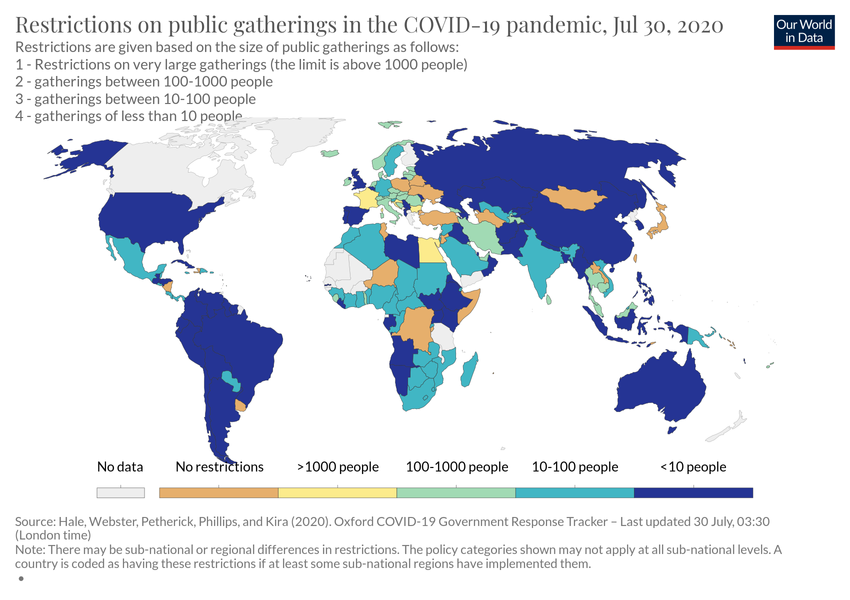 Restrictions on public gatherings in the COVID-19 pandemic, Jul 30, 2020
Our World
in Data
Restrictions are given based on the size of public gatherings as follows:
1 - Restrictions on very large gatherings (the limit is above 1000 people)
2 - gatherings between 100-1000 people
3 - gatherings between 10-100 people
4 - gatherings of less than 10 people
No data
No restrictions
>1000 people
100-1000 people
10-100 people
<10 people
Source: Hale, Webster, Petherick, Phillips, and Kira (2020). Oxford COVID-19 Government Response Tracker – Last updated 30 July, 03:30
(London time)
Note: There may be sub-national or regional differences in restrictions. The policy categories shown may not apply at all sub-national levels. A
country is coded as having these restrictions if at least some sub-national regions have implemented them.
•